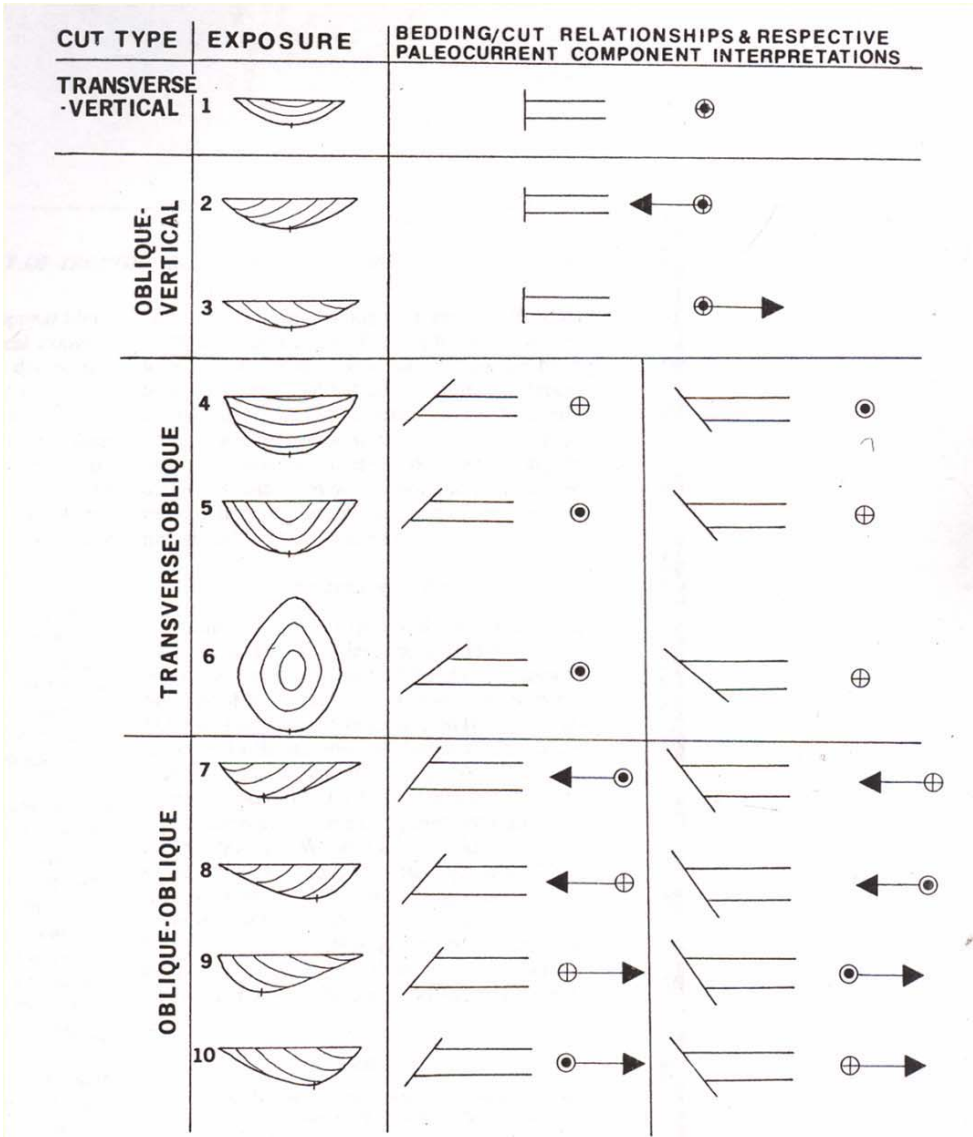 CUT TYPE
EXPOSURE
BEDDING/CUT RELATIONSHIPS & RESPECTIVE
PALEOCURRENT COMPONENT INTERPRETATIONS
TRANSVERSE
-VERTICAL
1
OBLIQUE-
VERTICAL
2
3
TRANSVERSE-OBLIQUE
4
5
6
OBLIQUE-OBLIQUE
7
8
9
10